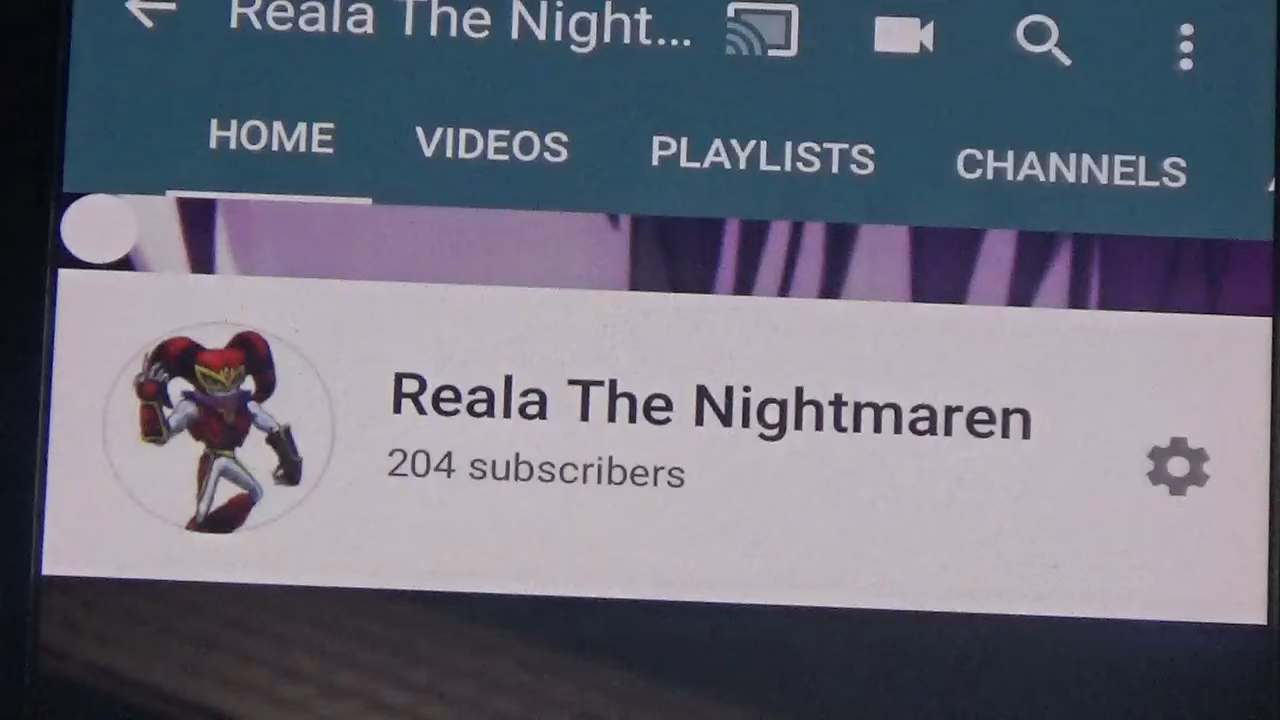 Reala The Night...
HOME VIDEOS PLAYLISTS CHANNELS
Reala The Nightmaren
204 subscribers